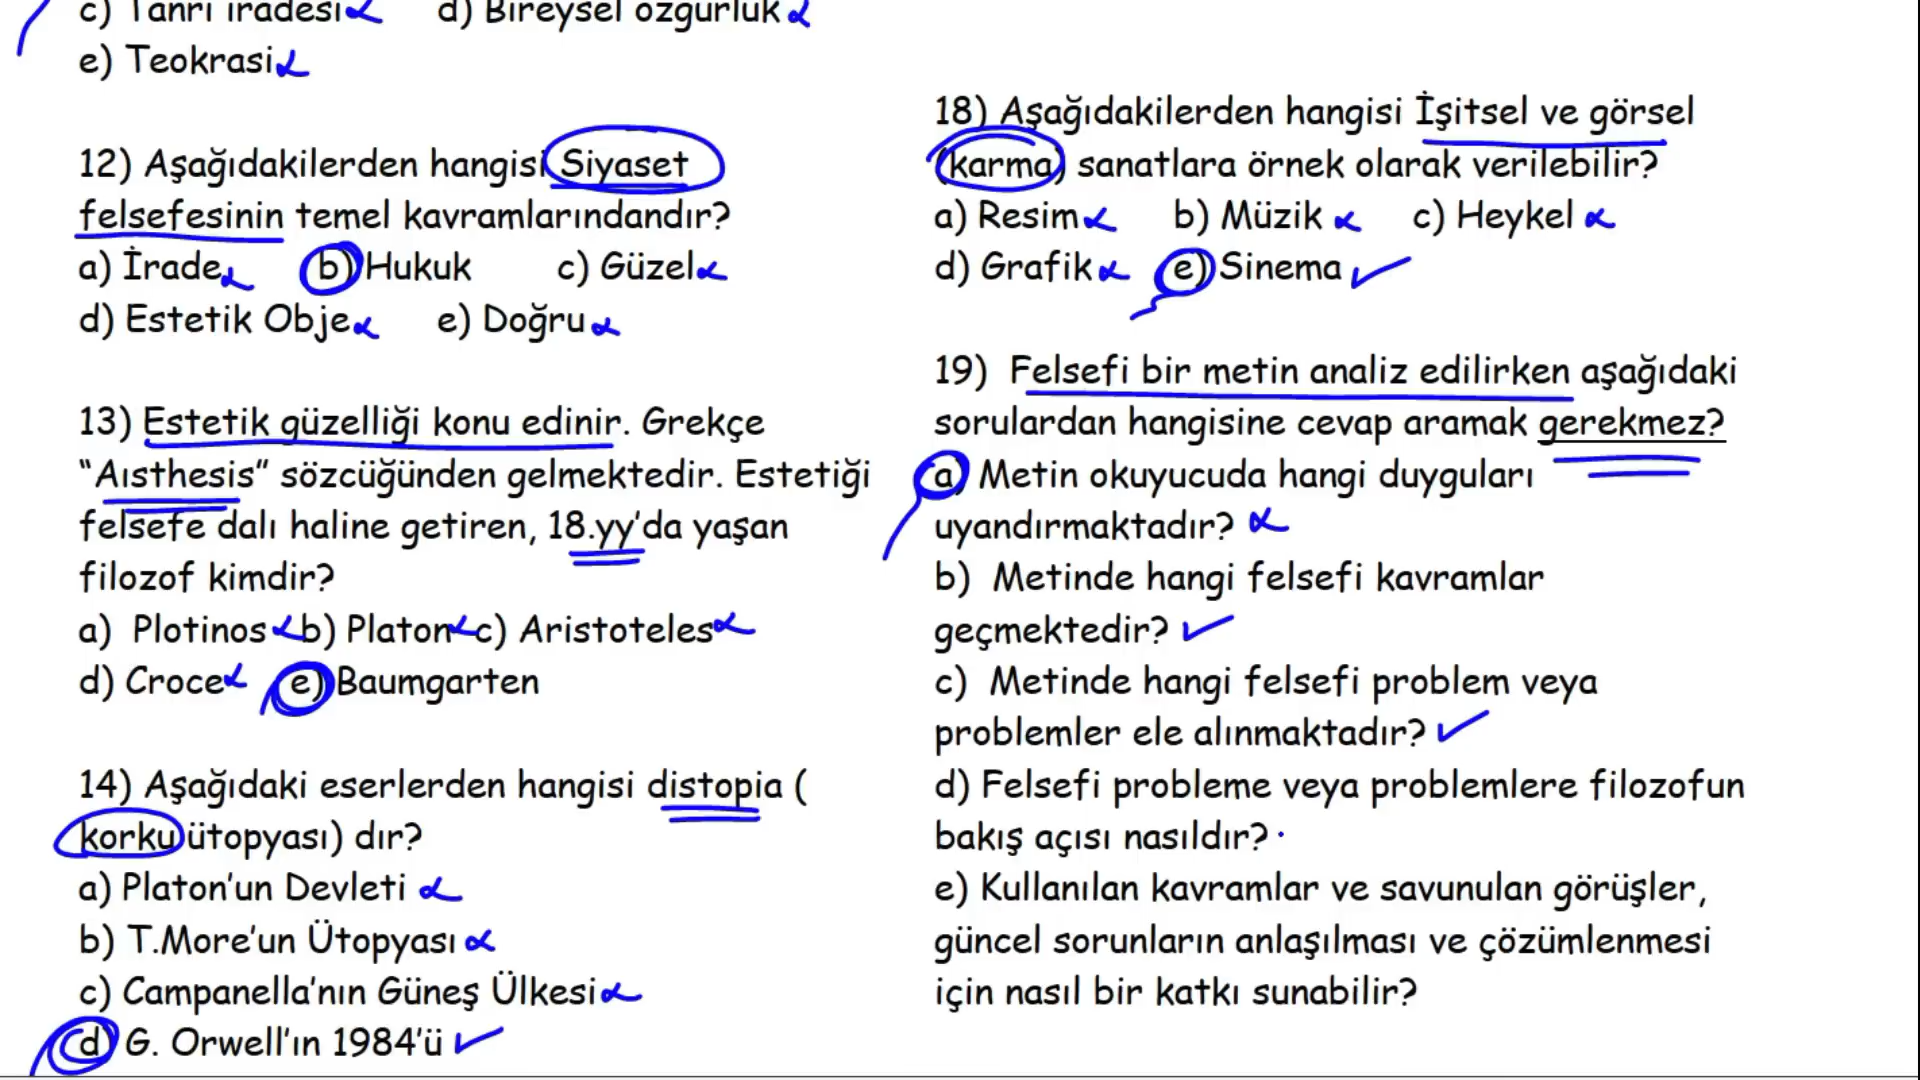 c) Tanrı iradesi d) Bireysel özgürlük
e) Teokrasi
12) Aşağıdakilerden hangisi Siyaset
felsefesinin temel kavramlarındandır?
a) İrade b) Hukuk c) Güzel
d) Estetik Obje e) Doğru
13) Estetik güzelliği konu edinir. Grekçe
“Aısthesis” sözcüğünden gelmektedir. Estetiği
felsefe dalı haline getiren, 18.yy’da yaşan
filozof kimdir?
a) Plotinos b) Platon c) Aristoteles
d) Croce e) Baumgarten
14) Aşağıdaki eserlerden hangisi distopia (
korku ütopyası) dır?
a) Platon’un Devleti
b) T.More’un Ütopyası
c) Campanella’nın Güneş Ülkesi
d) G. Orwell’ın 1984’ü
18) Aşağıdakilerden hangisi İşitsel ve görsel
(karma) sanatlara örnek olarak verilebilir?
a) Resim b) Müzik c) Heykel
d) Grafik e) Sinema
19) Felsefi bir metin analiz edilirken aşağıdaki
sorulardan hangisine cevap aramak gerekmez?
a) Metin okuyucuda hangi duyguları
uyandırmaktadır?
b) Metinde hangi felsefi kavramlar
geçmektedir?
c) Metinde hangi felsefi problem veya
problemler ele alınmaktadır?
d) Felsefi probleme veya problemlere filozofun
bakış açısı nasıldır?
e) Kullanılan kavramlar ve savunulan görüşler,
güncel sorunların anlaşılması ve çözümlenmesi
için nasıl bir katkı sunabilir?